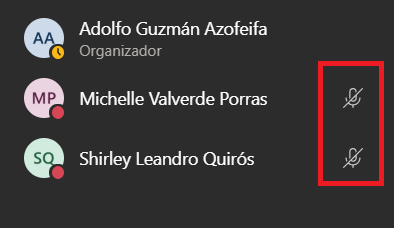 AA Adolfo Guzmán Azofeifa
Organizador
MP Michelle Valverde Porras
SQ Shirley Leandro Quirós